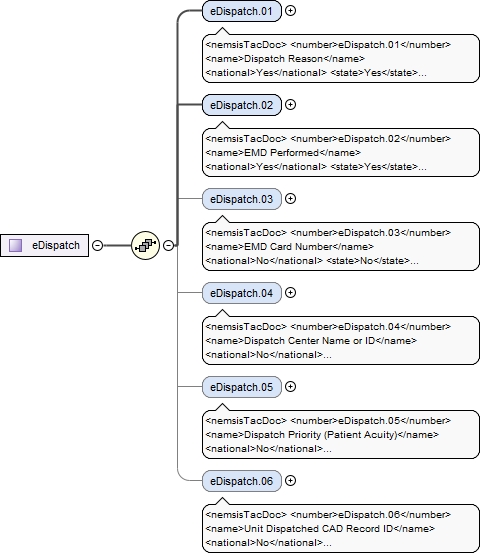 eDispatch.01
<nemsisTacDoc> <number>eDispatch.01</number>
<name>Dispatch Reason</name>
<national>Yes</national> <state>Yes</state>...
eDispatch.02
<nemsisTacDoc> <number>eDispatch.02</number>
<name>EMD Performed</name>
<national>Yes</national> <state>Yes</state>...
eDispatch.03
<nemsisTacDoc> <number>eDispatch.03</number>
<name>EMD Card Number</name>
<national>No</national> <state>No</state>...
eDispatch
eDispatch.04
<nemsisTacDoc> <number>eDispatch.04</number>
<name>Dispatch Center Name or ID</name>
<national>No</national>...
eDispatch.05
<nemsisTacDoc> <number>eDispatch.05</number>
<name>Dispatch Priority (Patient Acuity)</name>
<national>No</national>...
eDispatch.06
<nemsisTacDoc> <number>eDispatch.06</number>
<name>Unit Dispatched CAD Record ID</name>
<national>No</national>...